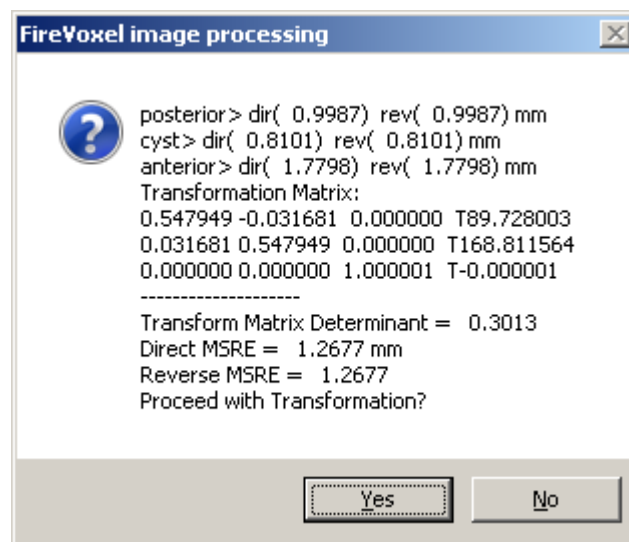 FireVoxel image processing
posterior> dir( 0.9987) rev( 0.9987) mm
cyst> dir( 0.8101) rev( 0.8101) mm
anterior> dir( 1.7798) rev( 1.7798) mm
Transformation Matrix:
0.547949 -0.031681 0.000000 T89.728003
0.031681 0.547949 0.000000 T168.811564
0.000000 0.000000 1.000001 T-0.000001
--------------------
Transform Matrix Determinant = 0.3013
Direct MSRE = 1.2677 mm
Reverse MSRE = 1.2677
Proceed with Transformation?
Yes No